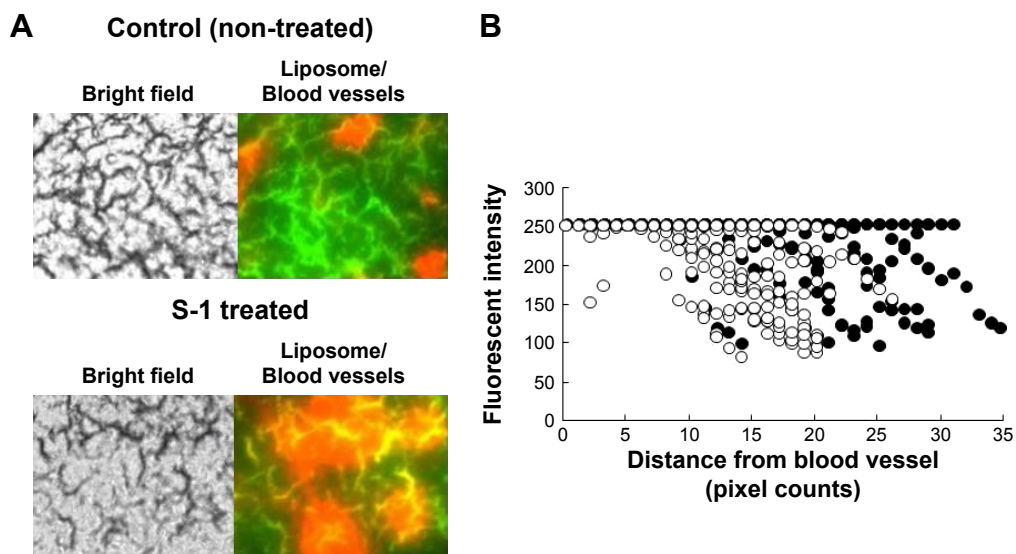 A
Control (non-treated)
Bright field
Liposome/
Blood vessels
S-1 treated
Bright field
Liposome/
Blood vessels
B
Fluorescent intensity
300
250
200
150
100
50
0
0 5 10 15 20 25 30 35
Distance from blood vessel
(pixel counts)